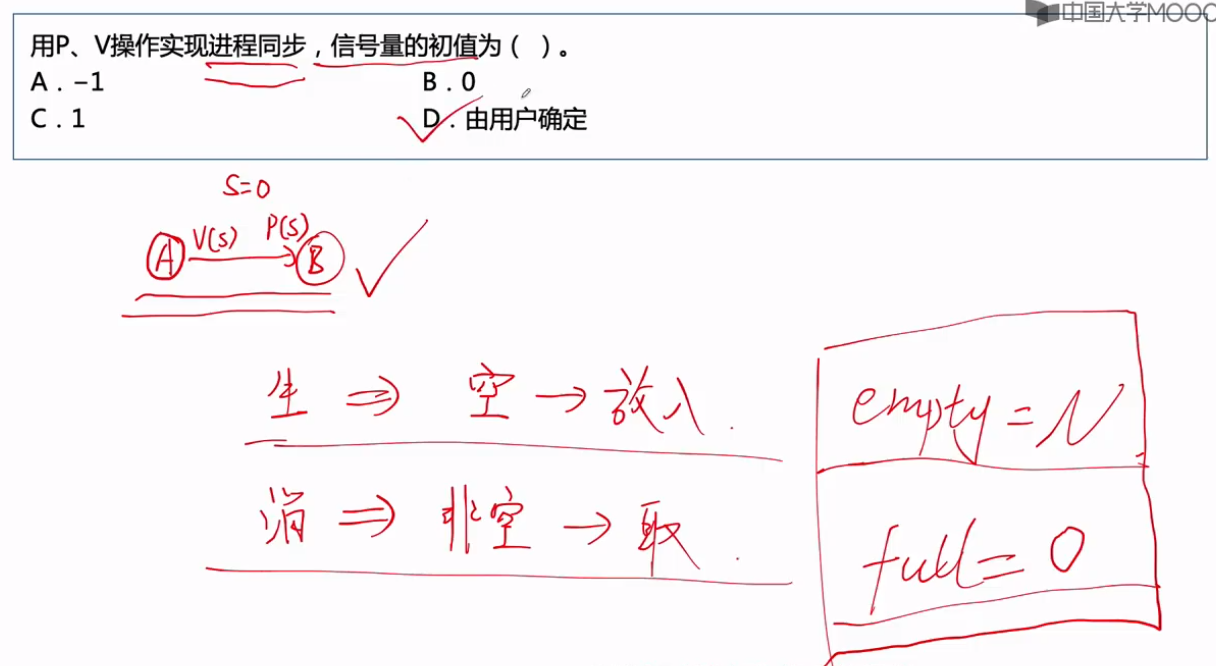 中国大学MOOC
用P、V操作实现进程同步，信号量的初值为（ ）。
A．-1 B．0
C．1 D．由用户确定
S=0
A V(S) P(S) B
生 ⇒ 空 → 放入.
empty=N
消 ⇒ 非空 → 取.
full=0